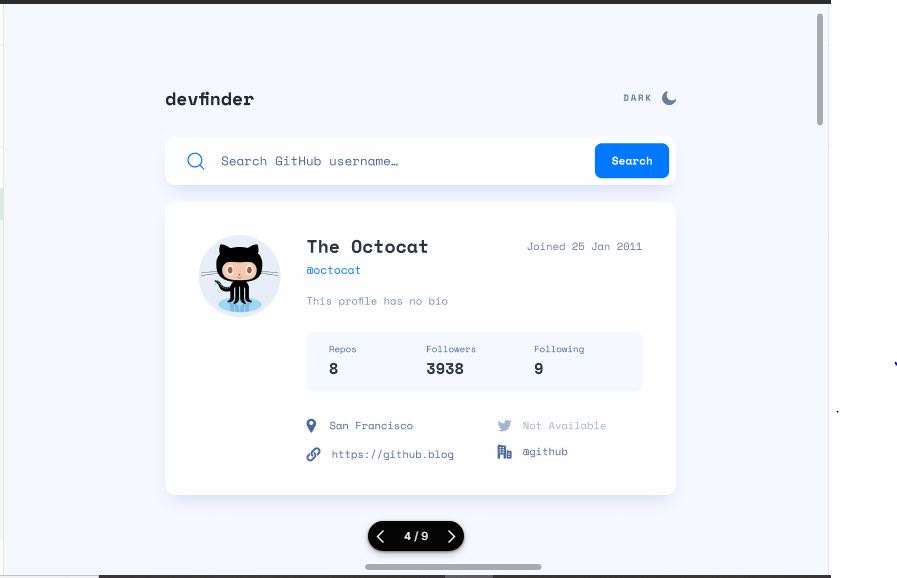 devfinder
DARK
Search GitHub username…
Search
The Octocat
Joined 25 Jan 2011
@octocat
This profile has no bio
Repos
Followers
Following
8
3938
9
San Francisco
Not Available
https://github.blog
@github
4/9